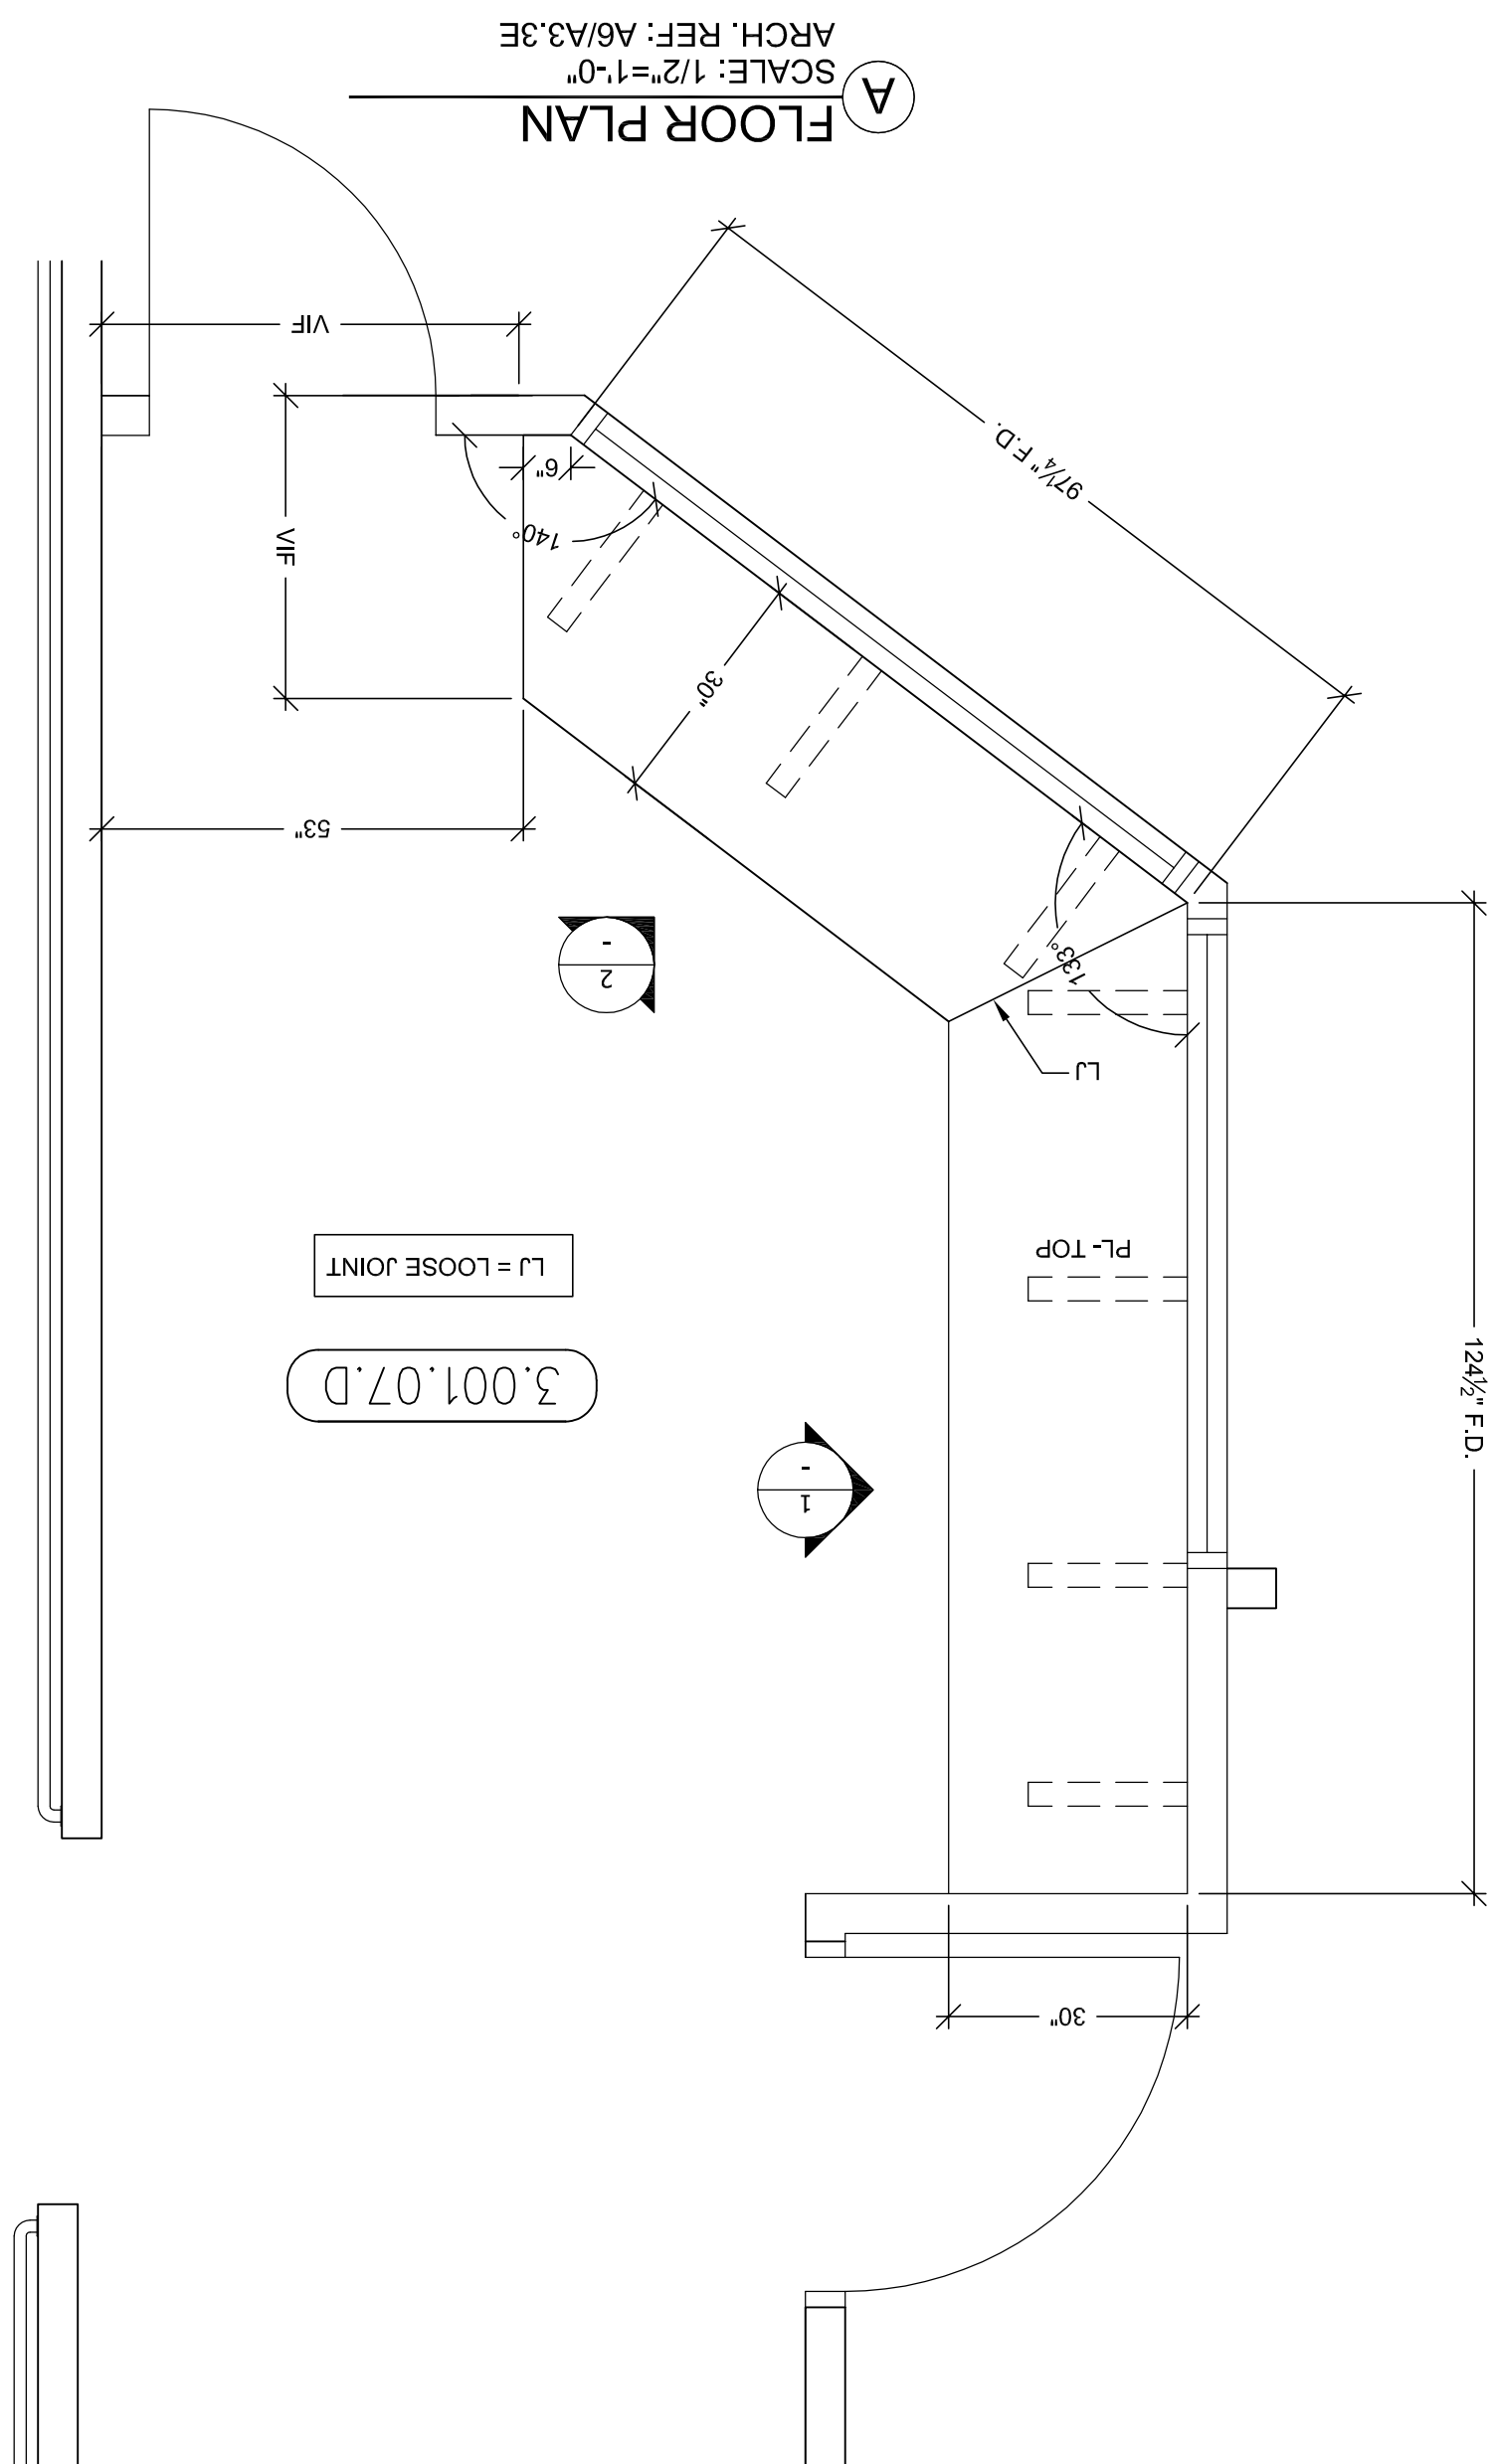 30"
1
-
3.001.07.D
LJ = LOOSE JOINT
PL- TOP
124½" F.D.
LJ
133°
2
-
53"
30"
VIF
140°
6"
97¼" F.D.
VIF
A
FLOOR PLAN
SCALE: 1/2"=1'-0"
ARCH. REF: A6/A3.3E